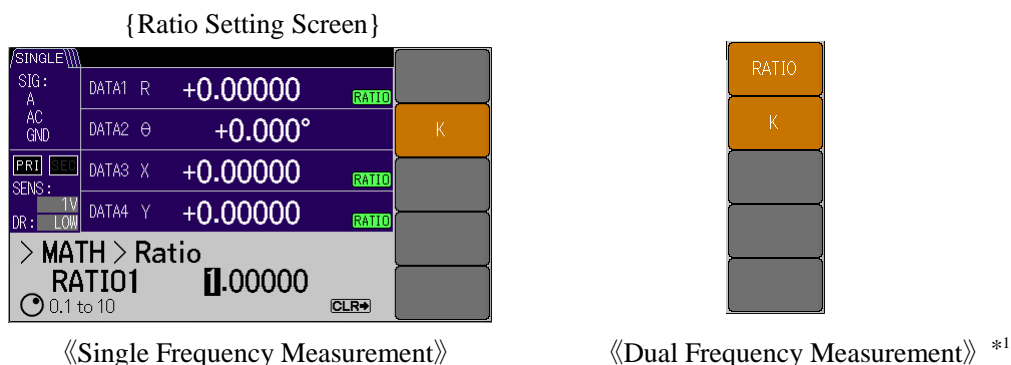 {Ratio Setting Screen}
SINGLE
SIG:
A
AC
GND
PRI SEC
SENS:
1V
DR: LOW
DATA1 R +0.00000 RATIO
DATA2 θ +0.000°
DATA3 X +0.00000 RATIO
DATA4 Y +0.00000 RATIO
> MATH > Ratio
RATIO1 1.00000
0.1 to 10 CLR➔
K
《Single Frequency Measurement》
RATIO
K
《Dual Frequency Measurement》 *1